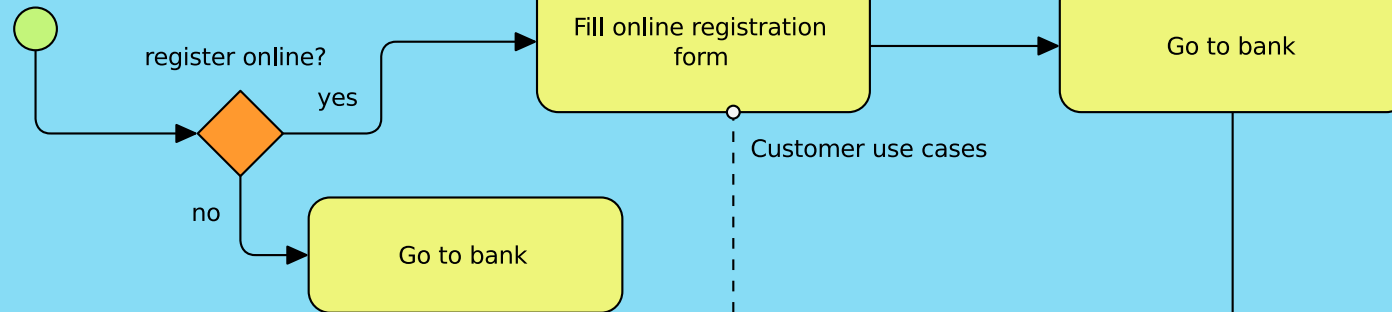 register online?
yes
Fill online registration
form
Go to bank
Customer use cases
no
Go to bank